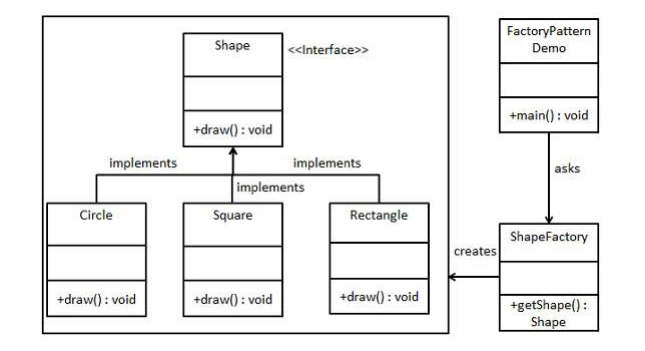 Shape
<<Interface>>
+draw() : void
implements
implements
implements
Circle
+draw() : void
Square
+draw() : void
Rectangle
+draw() : void
FactoryPattern
Demo
+main() : void
asks
ShapeFactory
+getShape() :
Shape
creates